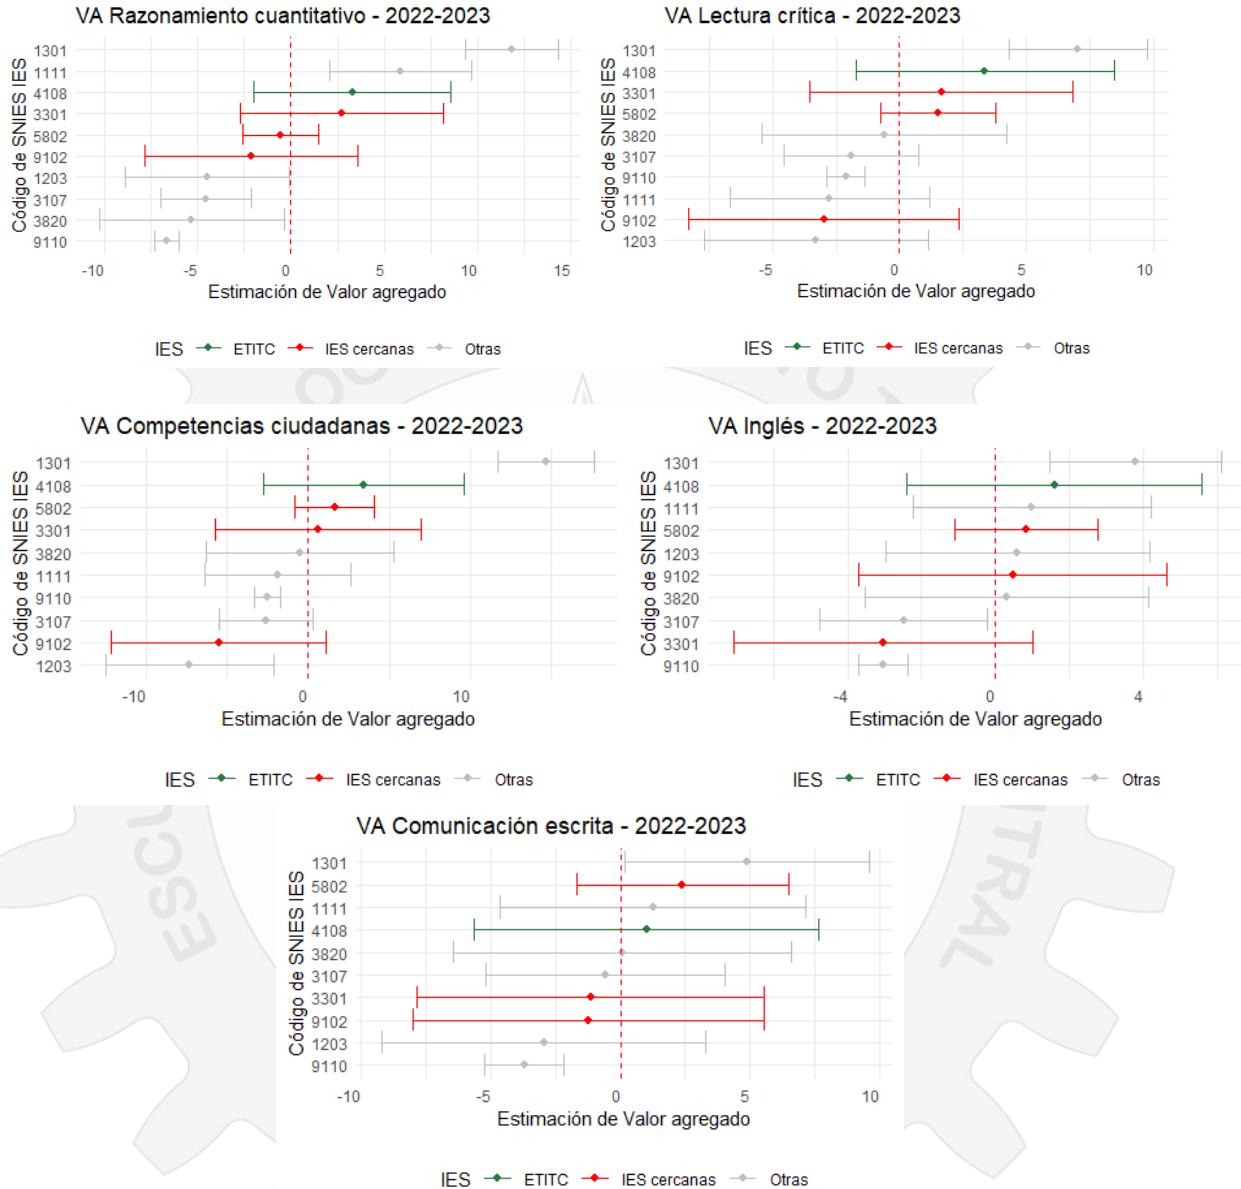 VA Razonamiento cuantitativo - 2022-2023
Código de SNIES IES
1301
1111
4108
3301
5802
9102
1203
3107
3820
9110
-10 -5 0 5 10 15
Estimación de Valor agregado
IES ETITC IES cercanas Otras
VA Lectura crítica - 2022-2023
Código de SNIES IES
1301
4108
3301
5802
3820
3107
9110
1111
9102
1203
-5 0 5 10
Estimación de Valor agregado
IES ETITC IES cercanas Otras
VA Competencias ciudadanas - 2022-2023
Código de SNIES IES
1301
4108
5802
3301
3820
1111
9110
3107
9102
1203
-10 0 10
Estimación de Valor agregado
IES ETITC IES cercanas Otras
VA Inglés - 2022-2023
Código de SNIES IES
1301
4108
1111
5802
1203
9102
3820
3107
3301
9110
-4 0 4
Estimación de Valor agregado
IES ETITC IES cercanas Otras
VA Comunicación escrita - 2022-2023
Código de SNIES IES
1301
5802
1111
4108
3820
3107
3301
9102
1203
9110
-10 -5 0 5 10
Estimación de Valor agregado
IES ETITC IES cercanas Otras
ESCU
NTRAL